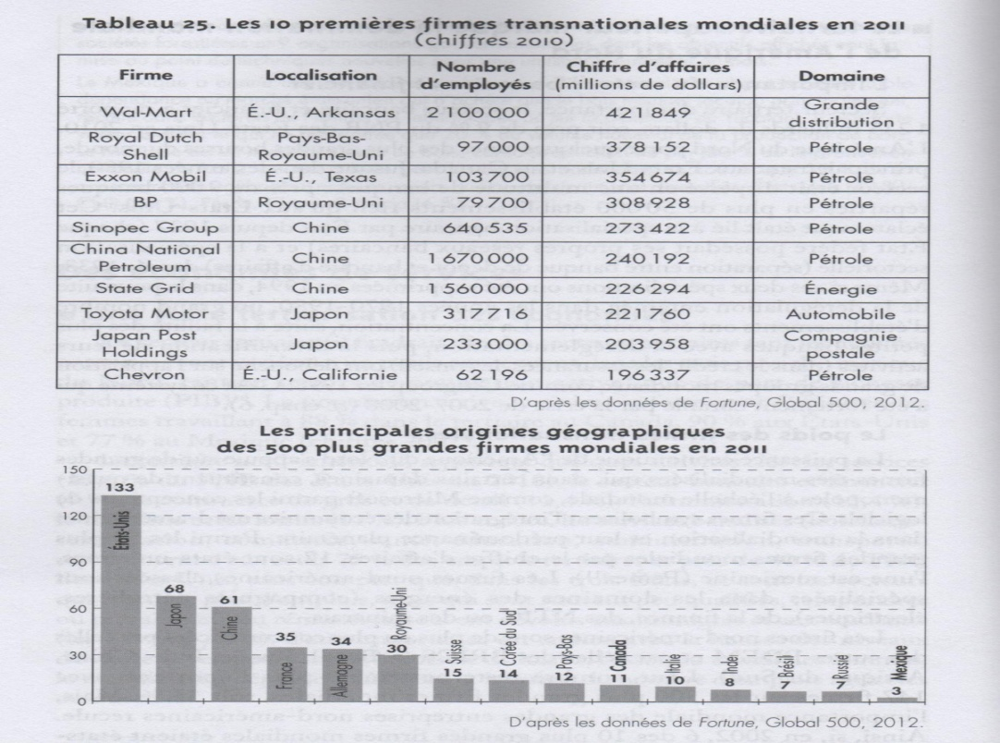 Tableau 25. Les 10 premières firmes transnationales mondiales en 2011
(chiffres 2010)
Firme Localisation Nombre d'employés Chiffre d'affaires (million de dollars) Domaine
Wal-Mart É.-U., Arkansas 2 100 000 421 849 Grande distribution
Royal Dutch Shell Pays-Bas-Royaume-Uni 97 000 378 152 Pétrole
Exxon Mobil É.-U., Texas 103 700 354 674 Pétrole
BP Royaume-Uni 79 700 308 928 Pétrole
Sinopec Group Chine 640 535 273 422 Pétrole
China National Petroleum Chine 1 670 000 240 192 Pétrole
State Grid Chine 1 560 000 226 294 Énergie
Toyota Motor Japon 317 716 221 760 Automobile
Japan Post Holdings Japon 233 000 203 958 Compagnie postale
Chevron É.-U., Californie 62 196 196 337 Pétrole
D'après les données de Fortune, Global 500, 2012.
Les principales origines géographiques
des 500 plus grandes firmes mondiales en 2011
150
120
90
60
30
0
133 États-Unis
68 Japon
61 Chine
35 France
34 Allemagne
30 Royaume-Uni
15 Suisse
14 Corée du Sud
12 Pays-Bas
11 Canada
10 Italie
8 Inde
7 Brésil
7 Russie
3 Mexique
D'après les données de Fortune, Global 500, 2011.